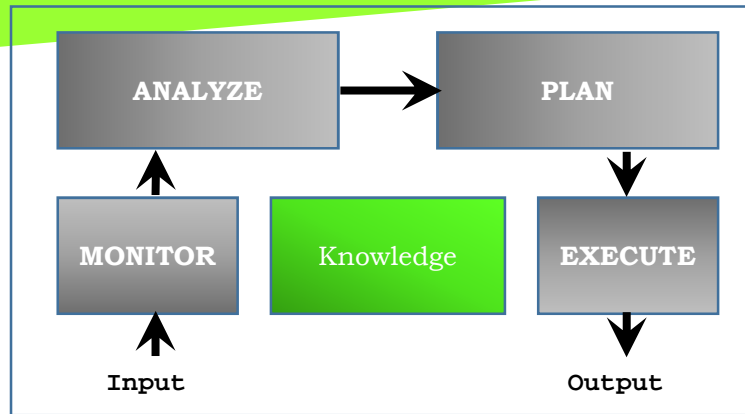 ANALYZE
PLAN
MONITOR
Knowledge
EXECUTE
Input
Output